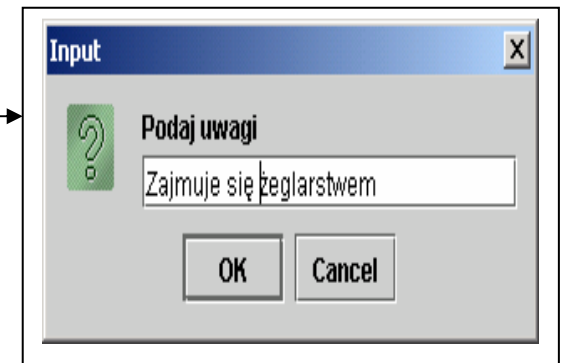 Input
X
Podaj uwagi
Zajmuje się żeglarstwem
OK Cancel